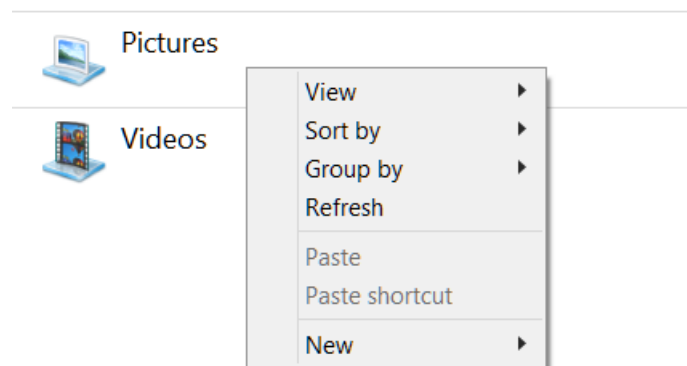 Pictures
Videos
View
Sort by
Group by
Refresh
Paste
Paste shortcut
New